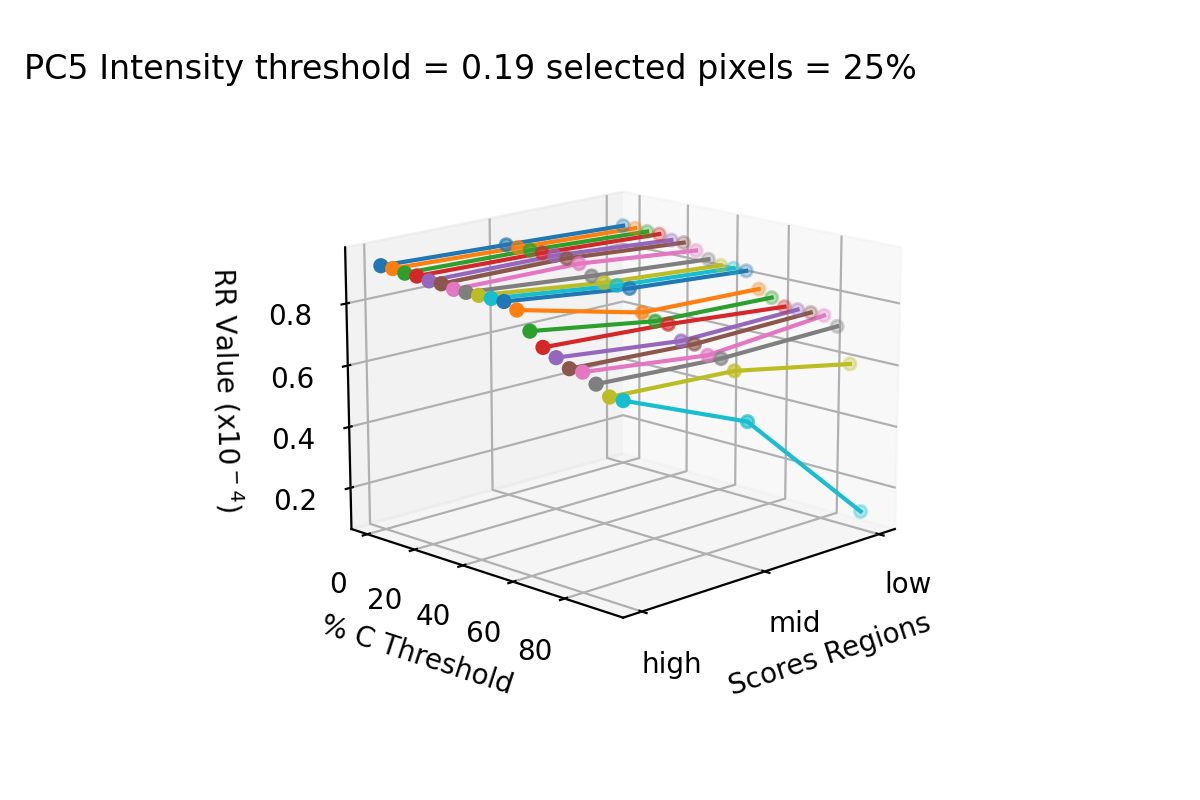 PC5 Intensity threshold = 0.19 selected pixels = 25%
RR Value (x10⁻⁴)
0.8
0.6
0.4
0.2
0
20
40
60
80
% C Threshold
high
mid
low
Scores Regions